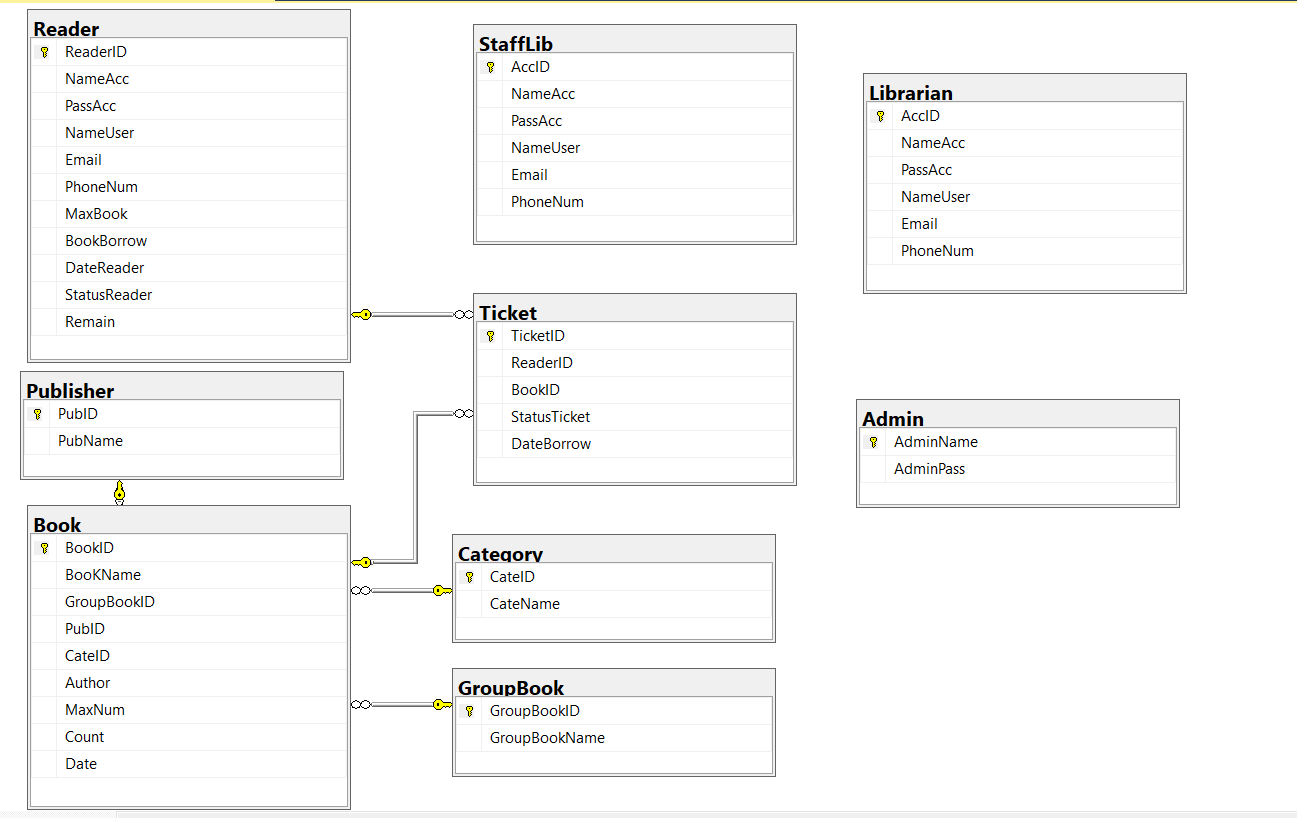 Reader
ReaderID
NameAcc
PassAcc
NameUser
Email
PhoneNum
MaxBook
BookBorrow
DateReader
StatusReader
Remain
StaffLib
AccID
NameAcc
PassAcc
NameUser
Email
PhoneNum
Librarian
AccID
NameAcc
PassAcc
NameUser
Email
PhoneNum
Ticket
TicketID
ReaderID
BookID
StatusTicket
DateBorrow
Publisher
PubID
PubName
Admin
AdminName
AdminPass
Book
BookID
BooKName
GroupBookID
PubID
CateID
Author
MaxNum
Count
Date
Category
CateID
CateName
GroupBook
GroupBookID
GroupBookName